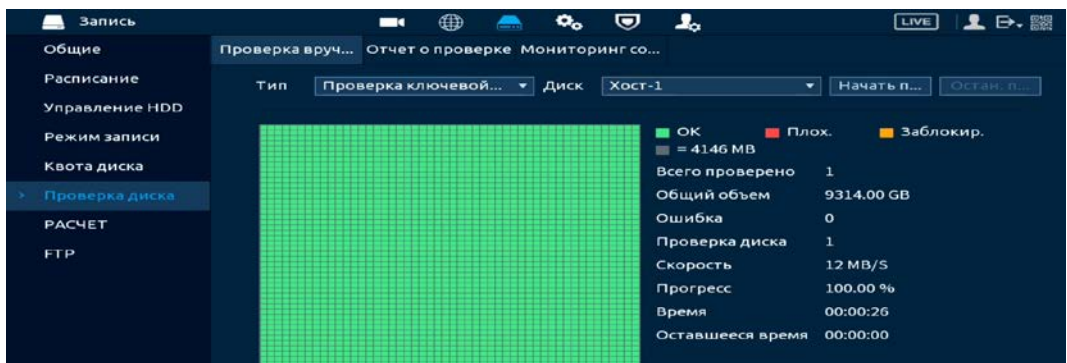 Запись
LIVE
Общие
Расписание
Управление HDD
Режим записи
Квота диска
Проверка диска
РАСЧЕТ
FTP
Проверка вруч... Отчет о проверке Мониторинг со...
Тип Проверка ключевой... Диск Хост-1 Начать п... Остан. п...
ОК Плох. Заблокир.
= 4146 MB
Всего проверено 1
Общий объем 9314.00 GB
Ошибка 0
Проверка диска 1
Скорость 12 MB/S
Прогресс 100.00 %
Время 00:00:26
Оставшееся время 00:00:00